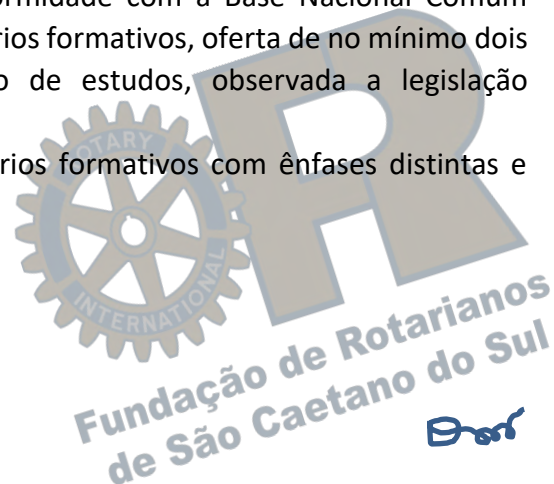 ormidade com a Base Nacional Comum
rios formativos, oferta de no mínimo dois
o de estudos, observada a legislação
rios formativos com ênfases distintas e
ROTARY
INTERNATIONAL
R
Fundação de Rotarianos
de São Caetano do Sul